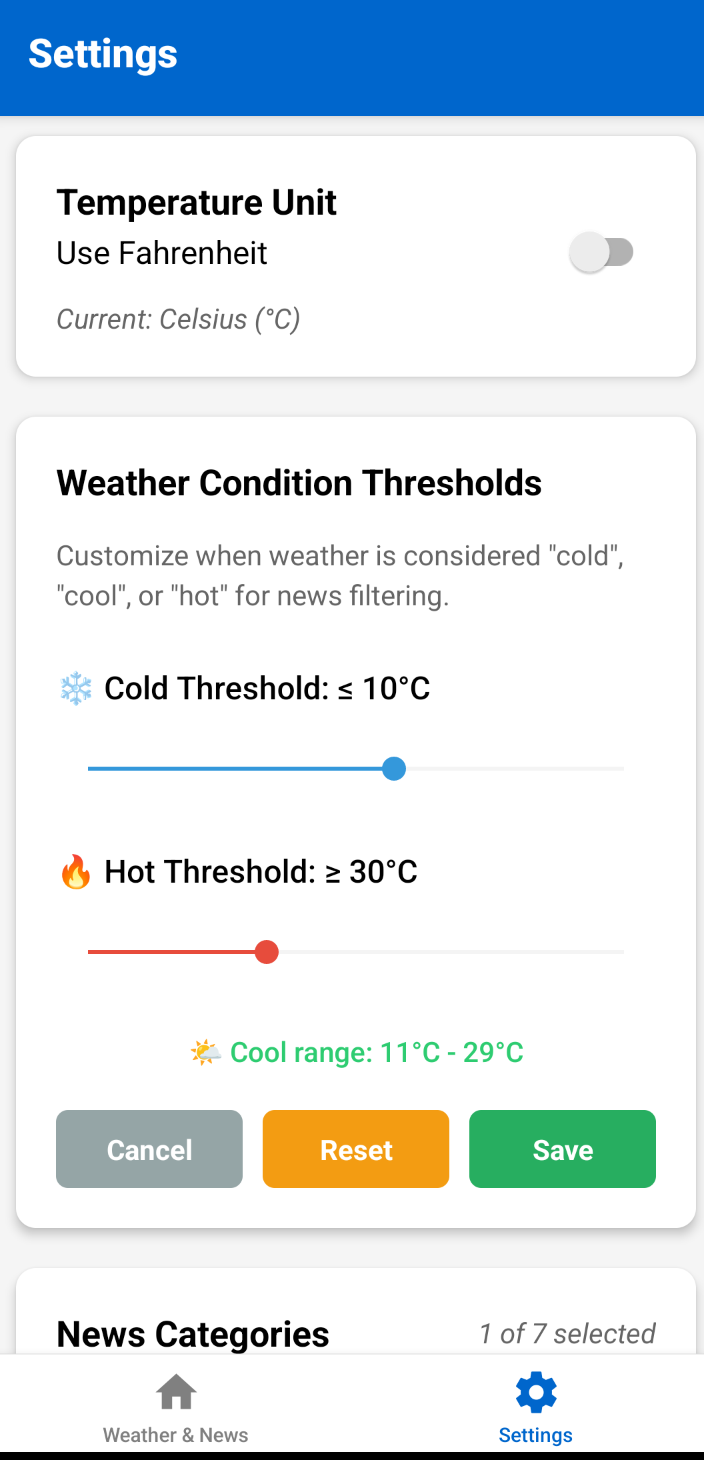 Settings
Temperature Unit
Use Fahrenheit
Current: Celsius (°C)
Weather Condition Thresholds
Customize when weather is considered "cold",
"cool", or "hot" for news filtering.
❄️ Cold Threshold: ≤ 10°C
🔥 Hot Threshold: ≥ 30°C
🌤️ Cool range: 11°C - 29°C
Cancel Reset Save
News Categories 1 of 7 selected
Weather & News Settings